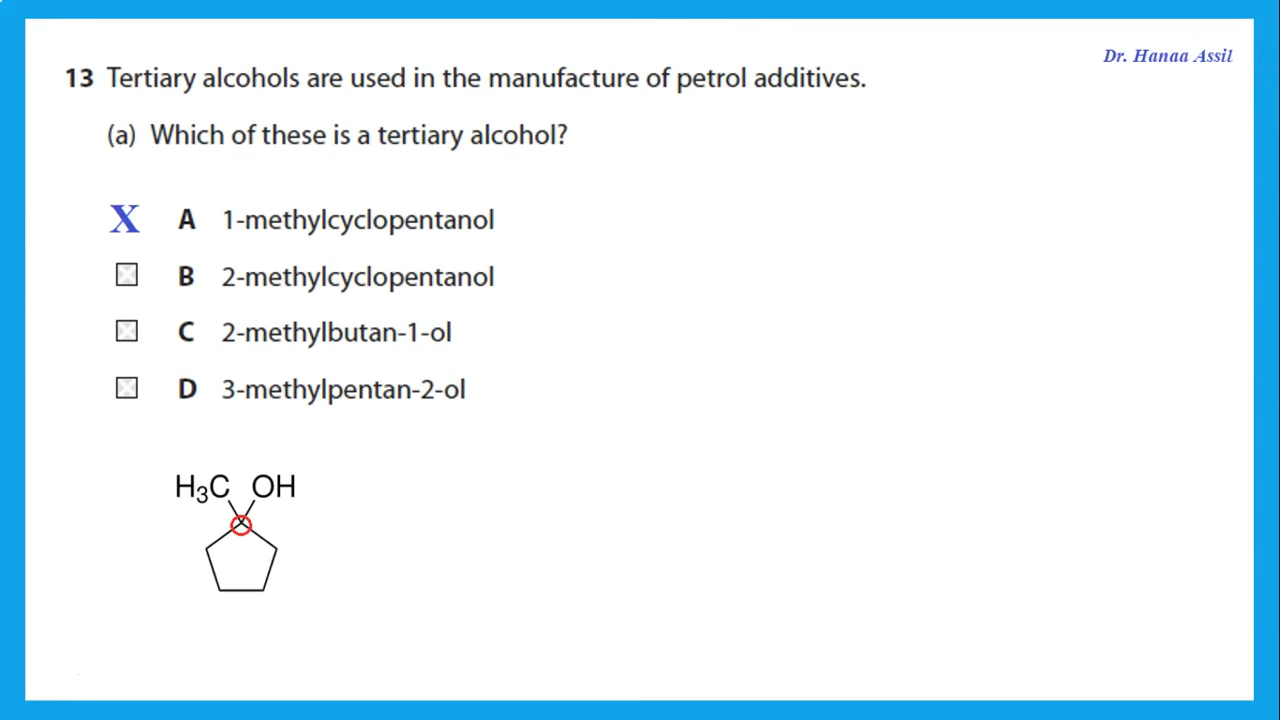 Dr. Hanaa Assil
13 Tertiary alcohols are used in the manufacture of petrol additives.
(a) Which of these is a tertiary alcohol?
X A 1-methylcyclopentanol
B 2-methylcyclopentanol
C 2-methylbutan-1-ol
D 3-methylpentan-2-ol
H₃C OH